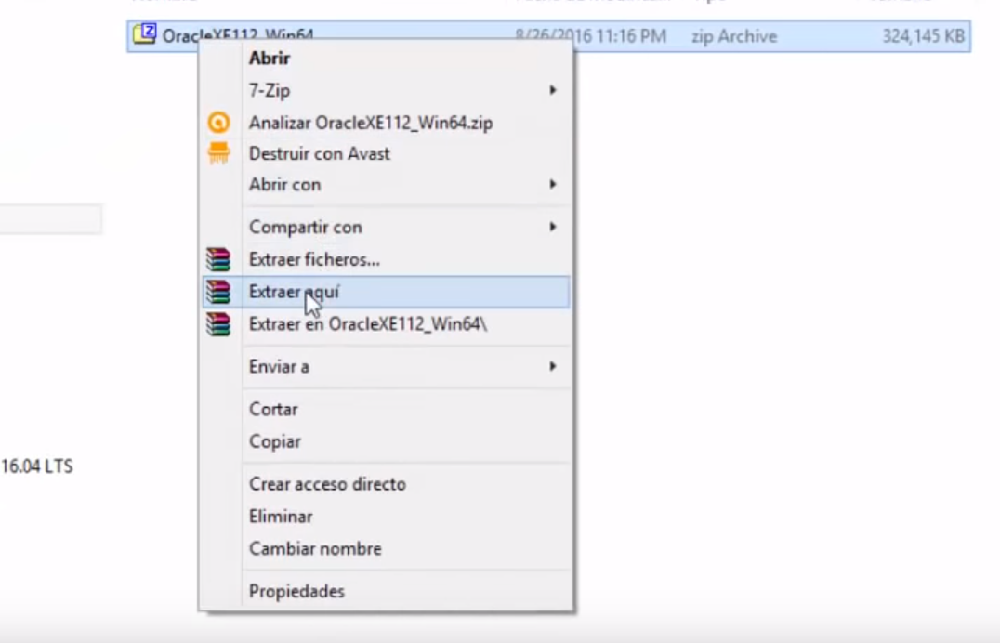 OracleXE112_Win64 8/26/2016 11:16 PM zip Archive 324,145 KB
Abrir
7-Zip
Analizar OracleXE112_Win64.zip
Destruir con Avast
Abrir con
Compartir con
Extraer ficheros...
Extraer aquí
Extraer en OracleXE112_Win64\
Enviar a
Cortar
Copiar
16.04 LTS
Crear acceso directo
Eliminar
Cambiar nombre
Propiedades